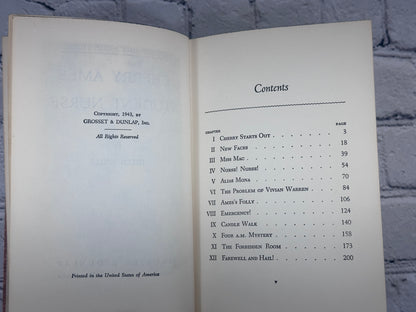 Copyright, 1943, by
GROSSET & DUNLAP, Inc.
All Rights Reserved
Printed in the United States of America
Contents
CHAPTER PAGE
I Cherry Starts Out . . . . . . . 3
II New Faces . . . . . . . . . 18
III Miss Mac . . . . . . . . . 39
IV Nurse! Nurse! . . . . . . . . 54
V Alias Mona . . . . . . . . . 70
VI The Problem of Vivian Warren . . . 84
VII Ames's Folly . . . . . . . . . 106
VIII Emergency! . . . . . . . . . 124
IX Candle Walk . . . . . . . . 140
X Four A.M. Mystery . . . . . . . 158
XI The Forbidden Room . . . . . . 173
XII Farewell and Hail! . . . . . . . 200
v